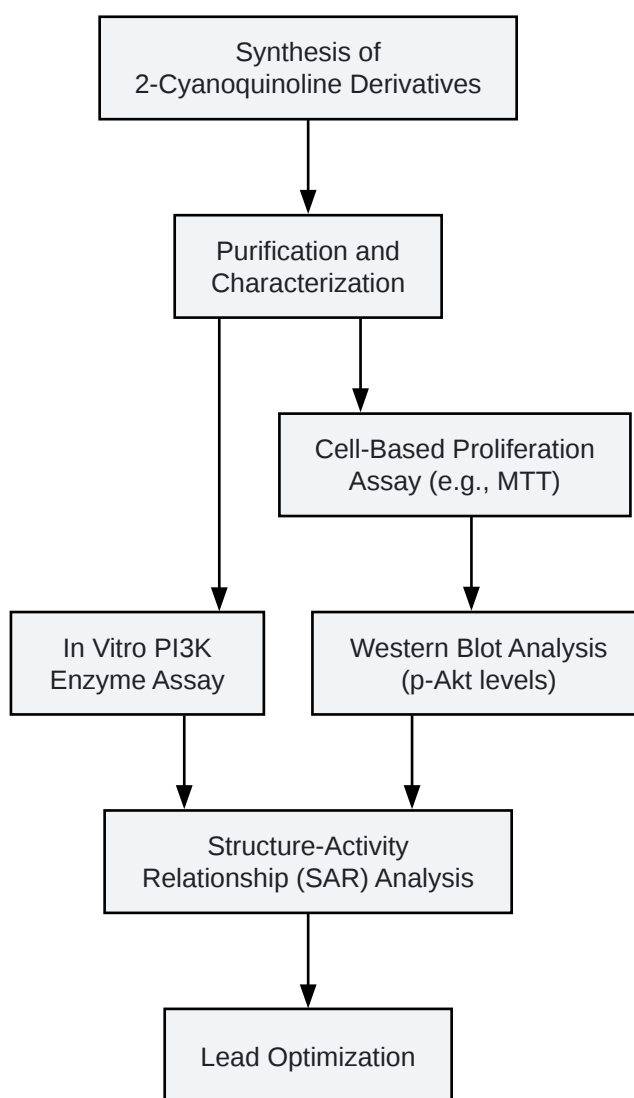 Synthesis of
2-Cyanoquinoline Derivatives
Purification and
Characterization
Cell-Based Proliferation
Assay (e.g., MTT)
In Vitro PI3K
Enzyme Assay
Western Blot Analysis
(p-Akt levels)
Structure-Activity
Relationship (SAR) Analysis
Lead Optimization